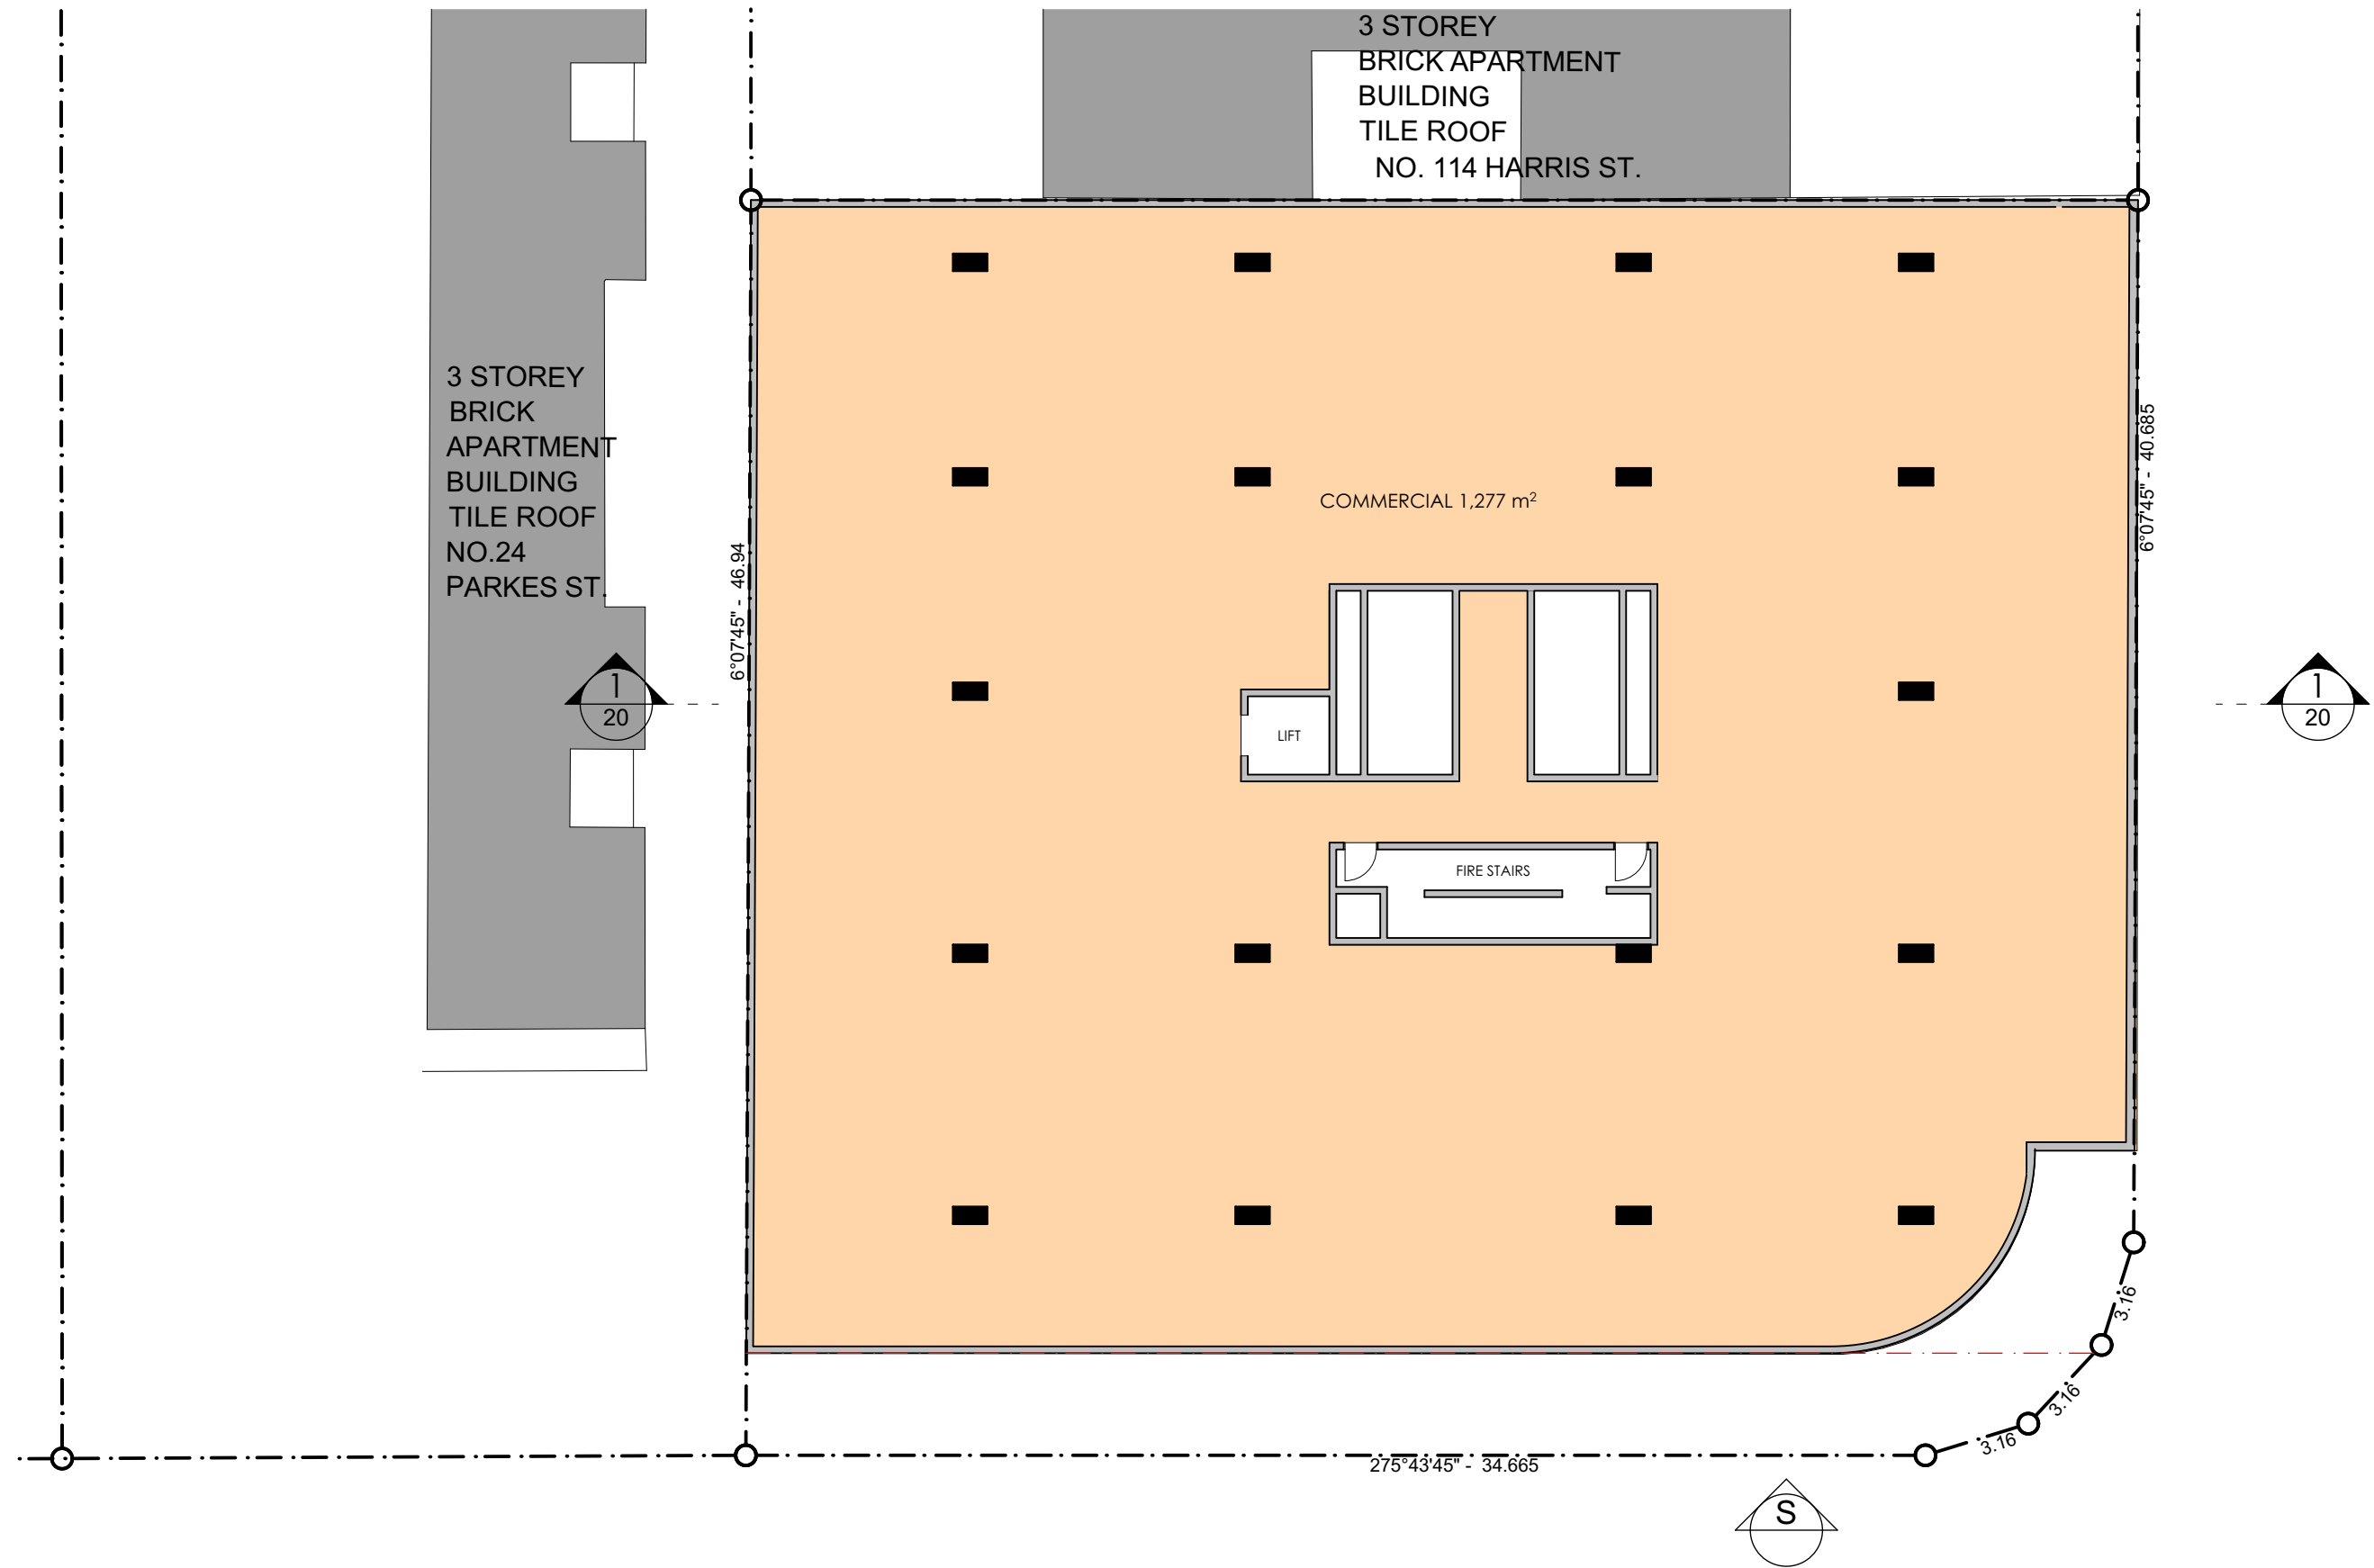 3 STOREY
BRICK APARTMENT
BUILDING
TILE ROOF
NO. 114 HARRIS ST.
3 STOREY
BRICK
APARTMENT
BUILDING
TILE ROOF
NO.24
PARKES ST.
COMMERCIAL 1,277 m²
6°07'45" - 40.685
6°07'45" - 46.94
1
20
1
20
LIFT
FIRE STAIRS
3.16
3.16
3.16
275°43'45" - 34.665
S